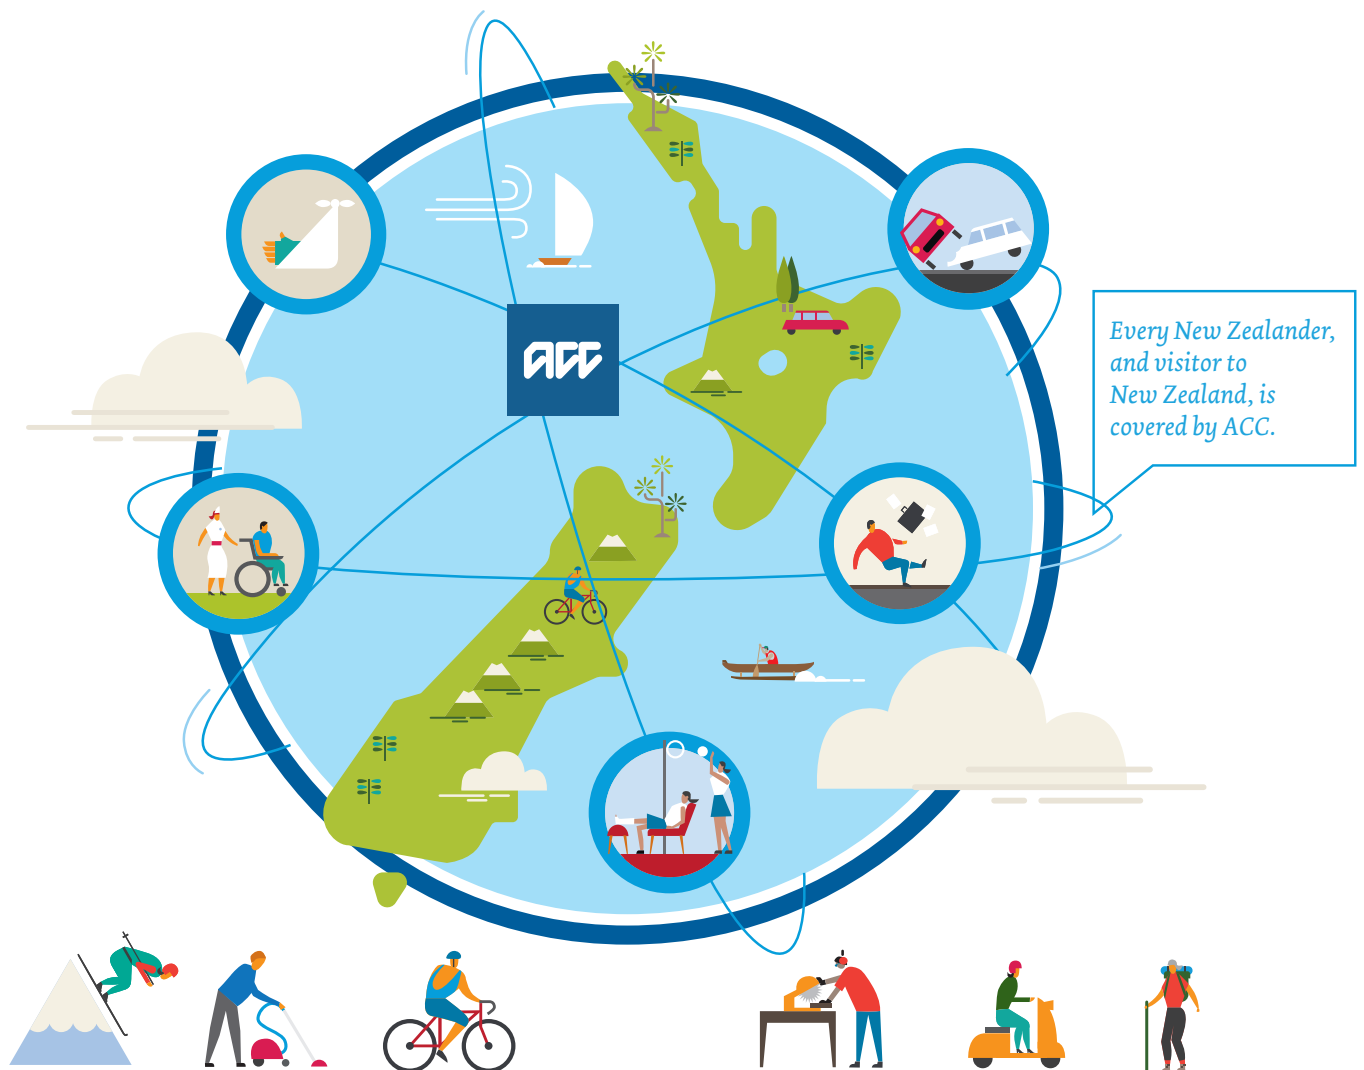 ACC
Every New Zealander,
and visitor to
New Zealand, is
covered by ACC.